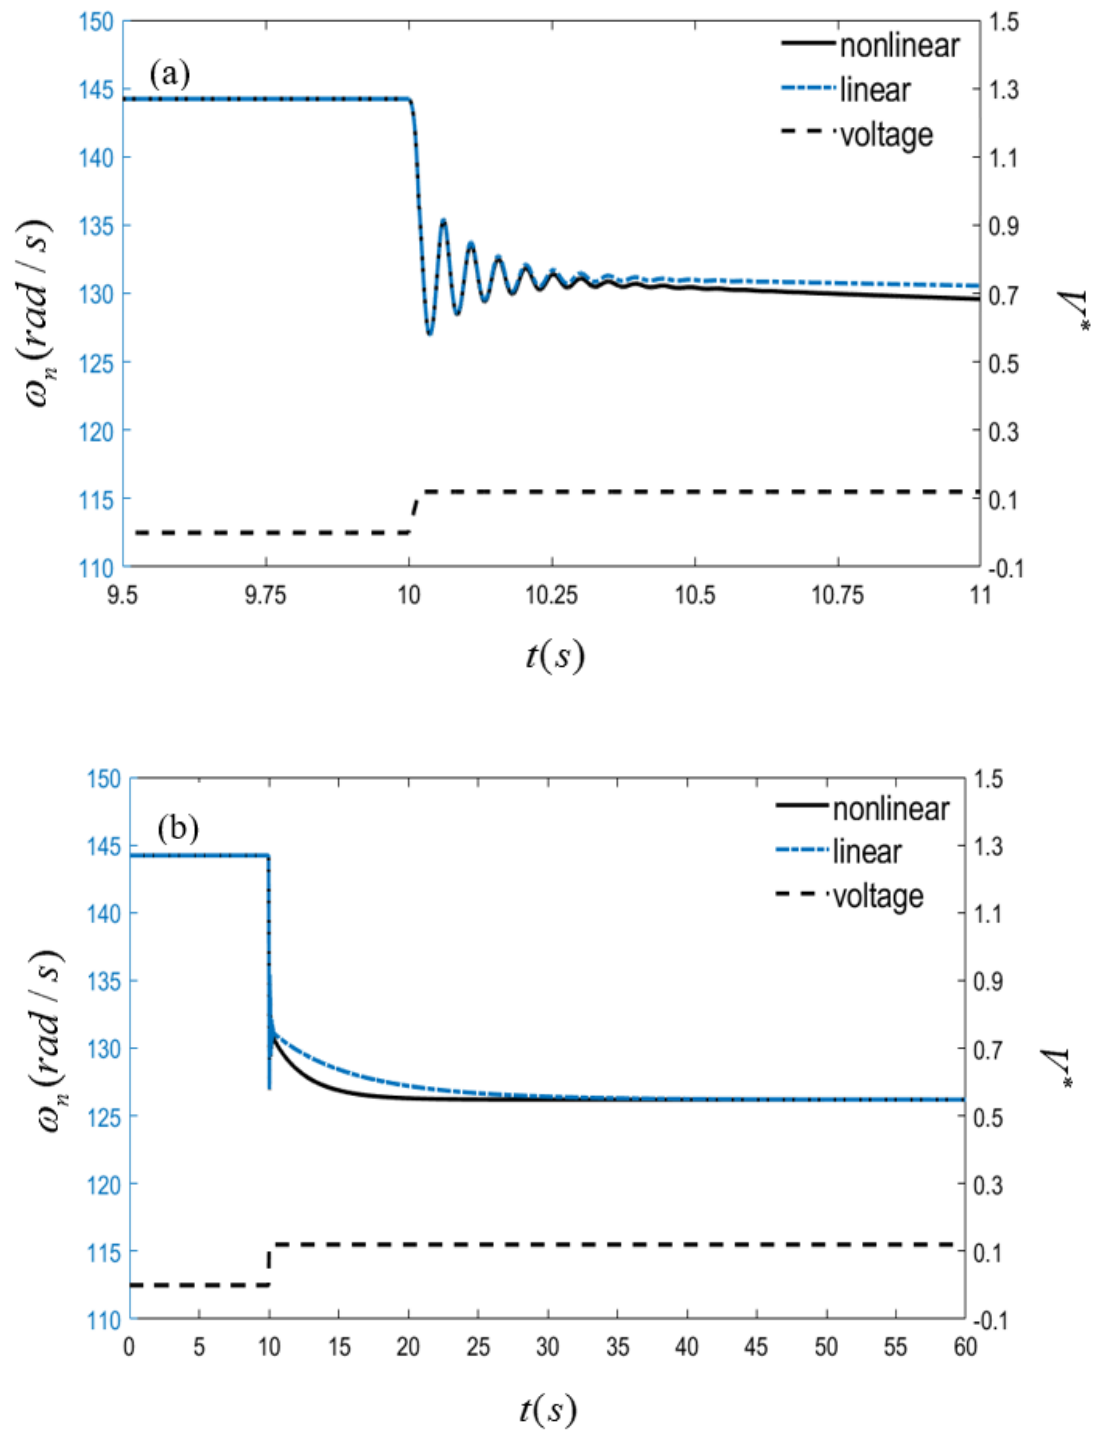 150
145
140
135
130
125
120
115
110
1.5
1.3
1.1
0.9
0.7
0.5
0.3
0.1
-0.1
(a)
nonlinear
linear
voltage
ωn (rad / s)
V*
9.5 9.75 10 10.25 10.5 10.75 11
t(s)
150
145
140
135
130
125
120
115
110
1.5
1.3
1.1
0.9
0.7
0.5
0.3
0.1
-0.1
(b)
nonlinear
linear
voltage
ωn (rad / s)
V*
0 5 10 15 20 25 30 35 40 45 50 55 60
t(s)